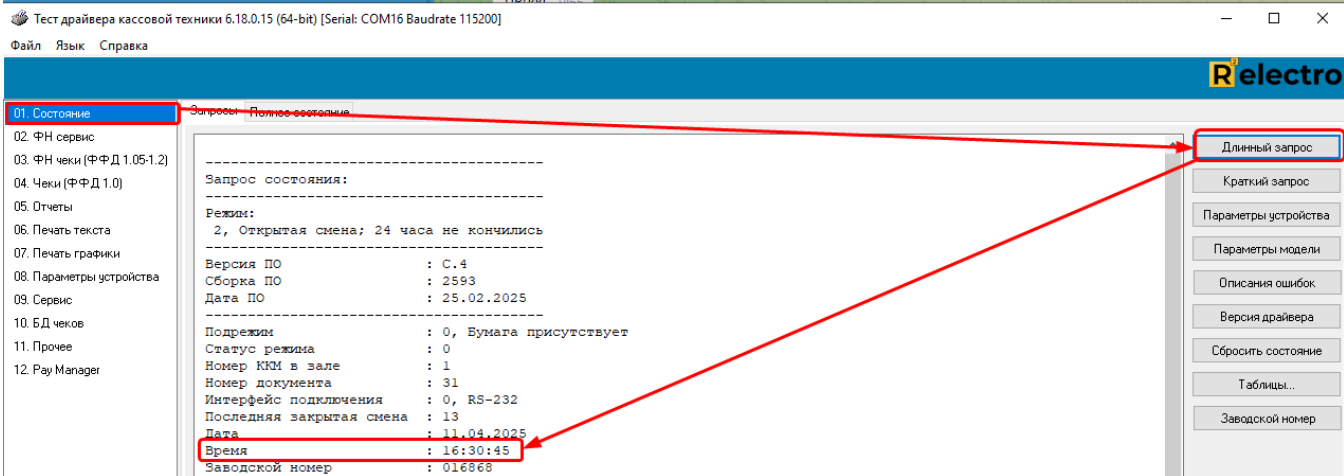 Тест драйвера кассовой техники 6.18.0.15 (64-bit) [Serial: COM16 Baudrate 115200]
Файл Язык Справка
R electro
01. Состояние
02. ФН сервис
03. ФН чеки (ФФД 1.05-1.2)
04. Чеки (ФФД 1.0)
05. Отчеты
06. Печать текста
07. Печать графики
08. Параметры устройства
09. Сервис
10. БД чеков
11. Прочее
12. Pay Manager
Запросы Полное состояние
----------------------------------------
Запрос состояния:
----------------------------------------
Режим:
2, Открытая смена; 24 часа не кончились
----------------------------------------
Версия ПО : C.4
Сборка ПО : 2593
Дата ПО : 25.02.2025
----------------------------------------
Подрежим : 0, Бумага присутствует
Статус режима : 0
Номер ККМ в зале : 1
Номер документа : 31
Интерфейс подключения : 0, RS-232
Последняя закрытая смена : 13
Дата : 11.04.2025
Время : 16:30:45
Заводской номер : 016868
Длинный запрос
Краткий запрос
Параметры устройства
Параметры модели
Описания ошибок
Версия драйвера
Сбросить состояние
Таблицы...
Заводской номер